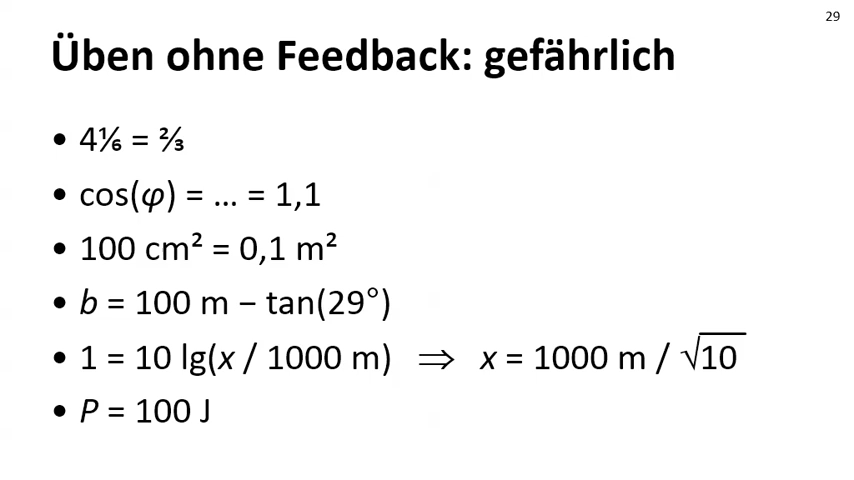 29
Üben ohne Feedback: gefährlich
• 4⅙ = ⅔
• cos(φ) = … = 1,1
• 100 cm² = 0,1 m²
• b = 100 m − tan(29°)
• 1 = 10 lg(x / 1000 m) ⇒ x = 1000 m / √10
• P = 100 J